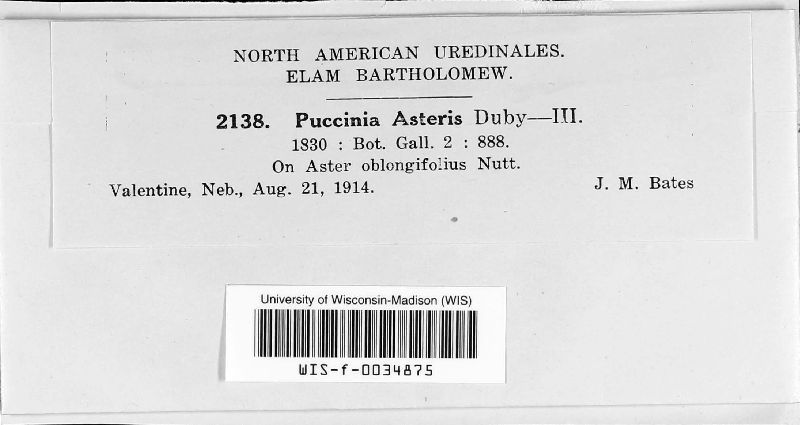 NORTH AMERICAN UREDINALES.
ELAM BARTHOLOMEW.
2138. Puccinia Asteris Duby—III.
1830 : Bot. Gall. 2 : 888.
On Aster oblongifolius Nutt.
Valentine, Neb., Aug. 21, 1914. J. M. Bates
University of Wisconsin-Madison (WIS)
WIS-f-0034875